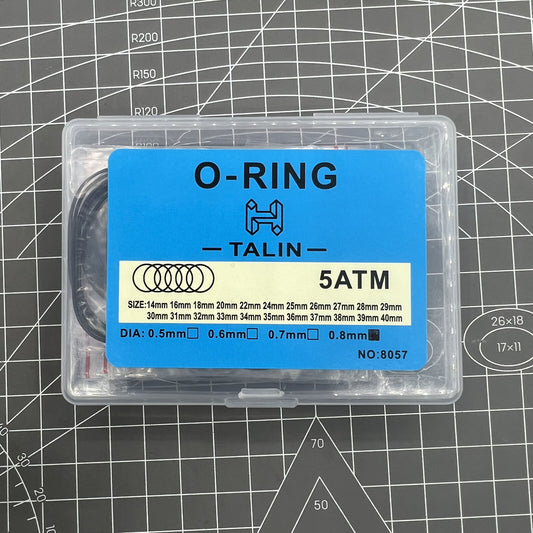 R300
R200
R150
R120
O-RING
— TALIN —
5ATM
SIZE:14mm 16mm 18mm 20mm 22mm 24mm 25mm 26mm 27mm 28mm 29mm
30mm 31mm 32mm 33mm 34mm 35mm 36mm 37mm 38mm 39mm 40mm
DIA: 0.5mm☐ 0.6mm☐ 0.7mm☐ 0.8mm■
NO:8057
26×18
17×11
70
50
10
20
30
40